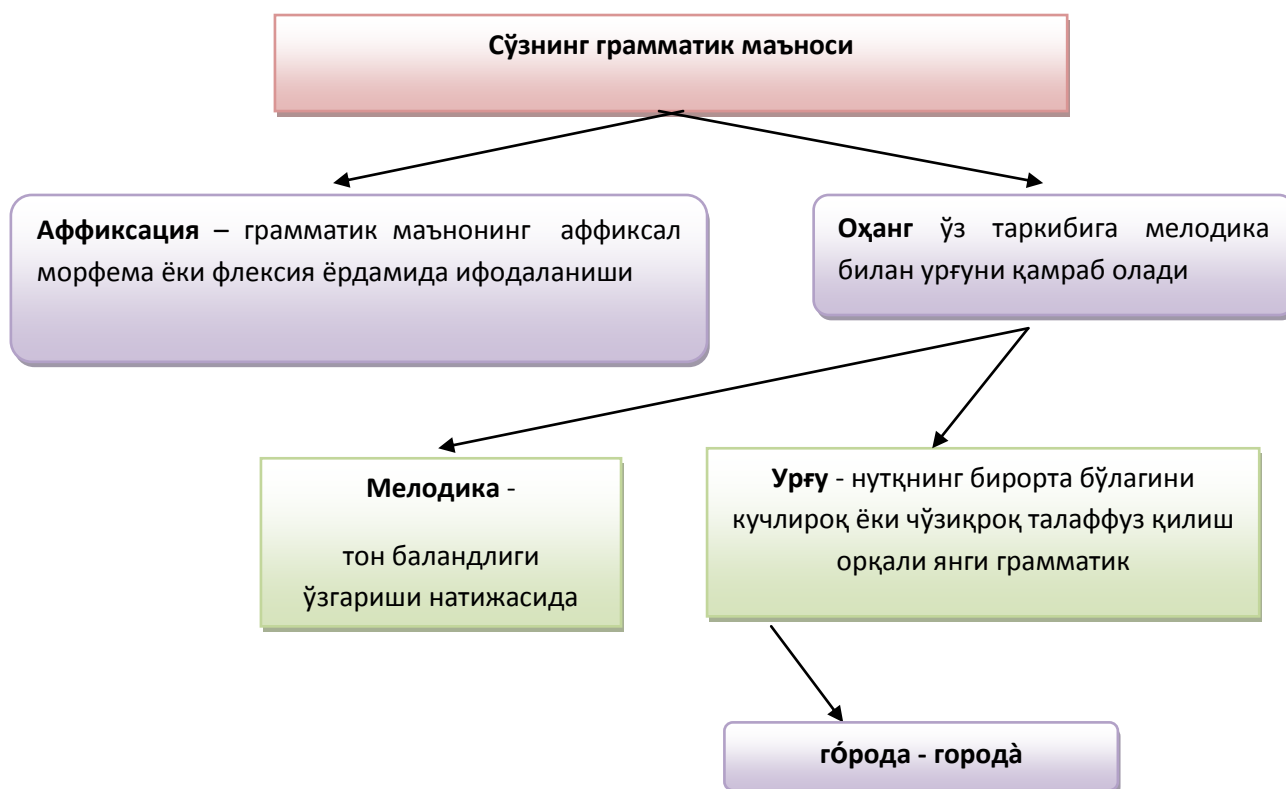 Сўзнинг грамматик маъноси
Аффиксация – грамматик маънонинг аффиксал
морфема ёки флексия ёрдамида ифодаланиши
Оҳанг ўз таркибига мелодика
билан урғуни қамраб олади
Мелодика -
тон баландлиги
ўзгариши натижасида
Урғу - нутқнинг бирорта бўлагини
кучлироқ ёки чўзиқроқ талаффуз қилиш
орқали янги грамматик
го́рода - города̀